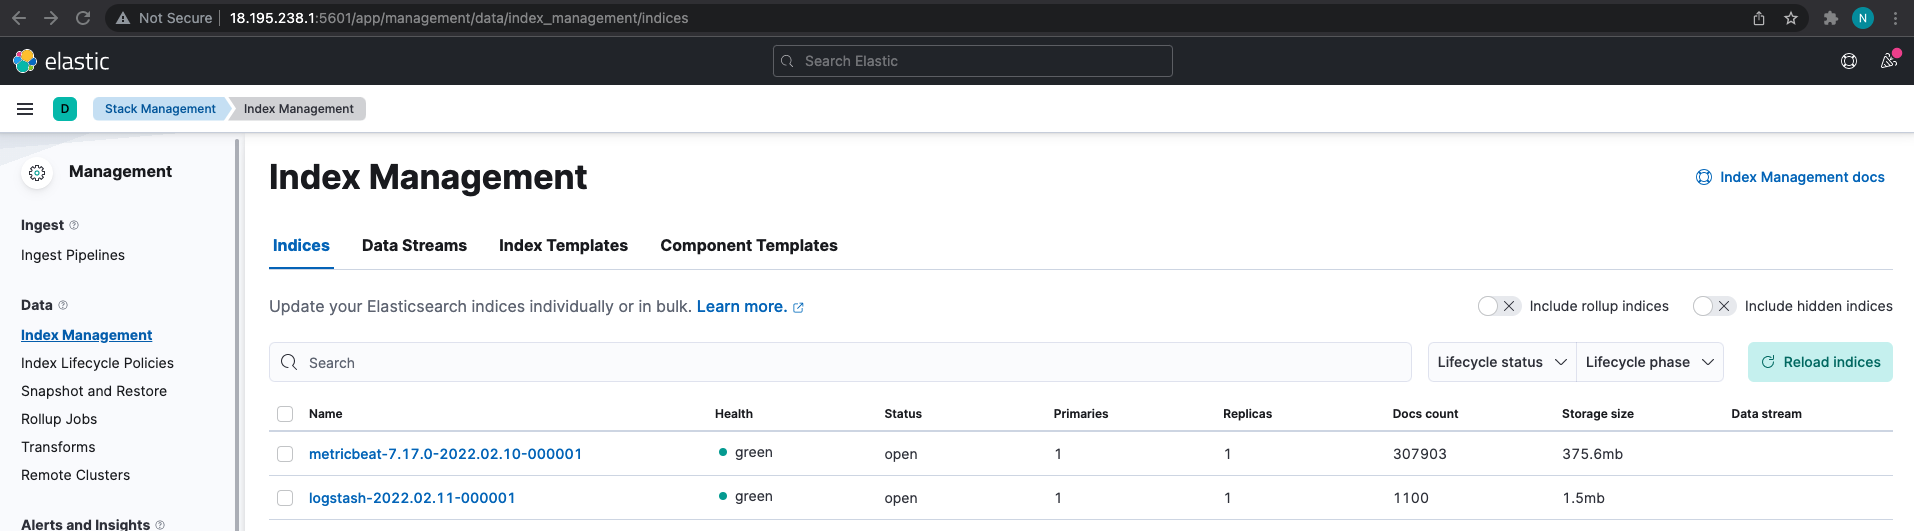 Not Secure | 18.195.238.1:5601/app/management/data/index_management/indices
N
elastic
Search Elastic
D
Stack Management
Index Management
Management
Ingest
Ingest Pipelines
Data
Index Management
Index Lifecycle Policies
Snapshot and Restore
Rollup Jobs
Transforms
Remote Clusters
Alerts and Insights
Index Management
Index Management docs
Indices Data Streams Index Templates Component Templates
Update your Elasticsearch indices individually or in bulk. Learn more.
Include rollup indices
Include hidden indices
Search
Lifecycle status
Lifecycle phase
Reload indices
Name Health Status Primaries Replicas Docs count Storage size Data stream
metricbeat-7.17.0-2022.02.10-000001 green open 1 1 307903 375.6mb
logstash-2022.02.11-000001 green open 1 1 1100 1.5mb